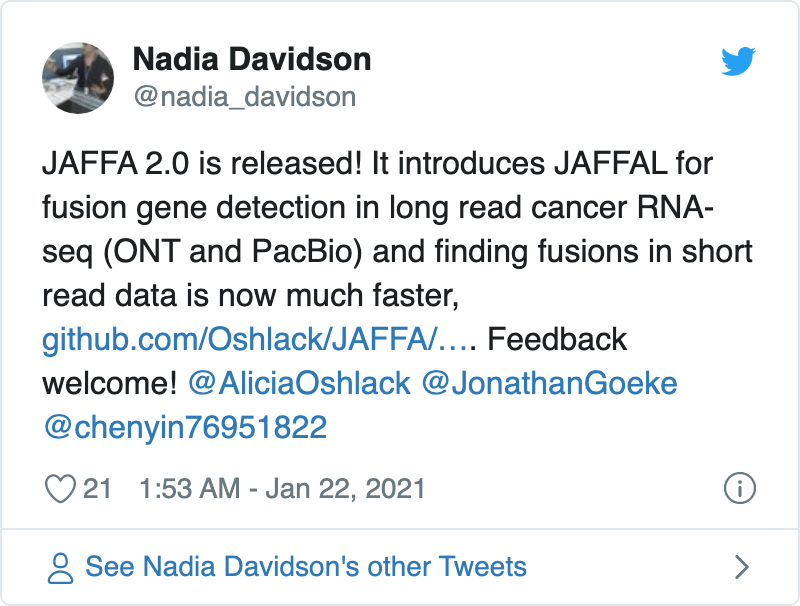 Nadia Davidson
@nadia_davidson
JAFFA 2.0 is released! It introduces JAFFAL for
fusion gene detection in long read cancer RNA-
seq (ONT and PacBio) and finding fusions in short
read data is now much faster,
github.com/Oshlack/JAFFA/…. Feedback
welcome! @AliciaOshlack @JonathanGoeke
@chenyin76951822
21 1:53 AM - Jan 22, 2021
See Nadia Davidson's other Tweets